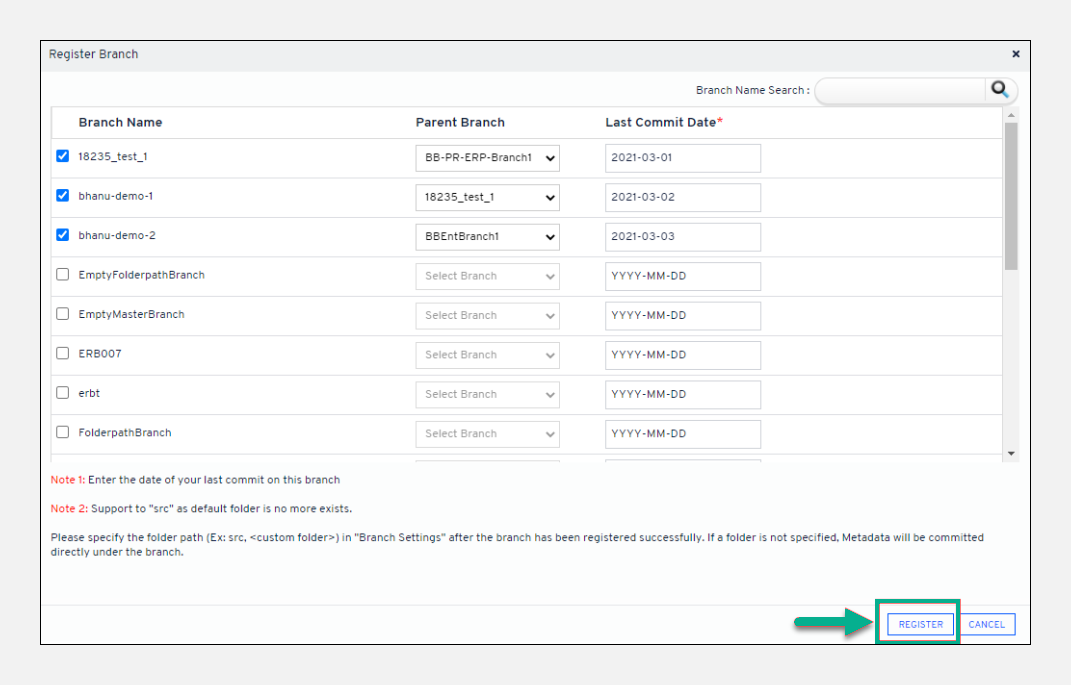 Register Branch ×
Branch Name Search :
Branch Name Parent Branch Last Commit Date*
18235_test_1 BB-PR-ERP-Branch1 2021-03-01
bhanu-demo-1 18235_test_1 2021-03-02
bhanu-demo-2 BBEntBranch1 2021-03-03
EmptyFolderpathBranch Select Branch YYYY-MM-DD
EmptyMasterBranch Select Branch YYYY-MM-DD
ERB007 Select Branch YYYY-MM-DD
erbt Select Branch YYYY-MM-DD
FolderpathBranch Select Branch YYYY-MM-DD
Note 1: Enter the date of your last commit on this branch
Note 2: Support to "src" as default folder is no more exists.
Please specify the folder path (Ex: src, <custom folder>) in "Branch Settings" after the branch has been registered successfully. If a folder is not specified, Metadata will be committed
directly under the branch.
REGISTER CANCEL